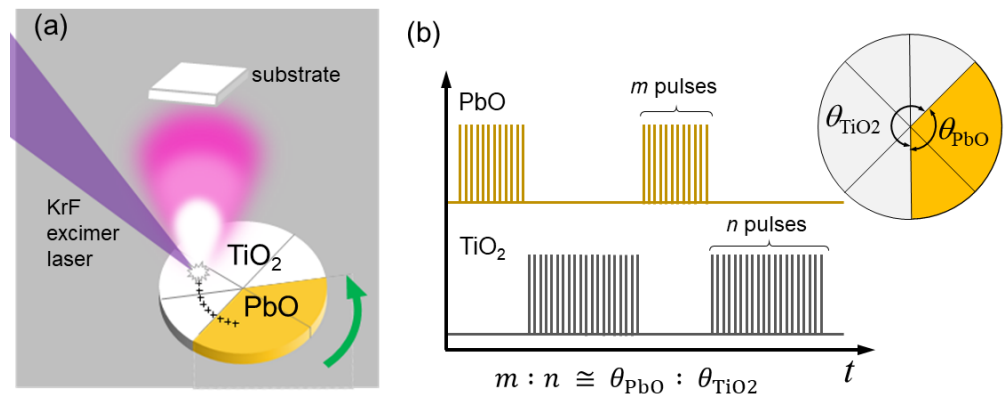 (a)
substrate
KrF
excimer
laser
TiO₂
PbO
(b)
PbO
m pulses
θTiO2
θPbO
TiO₂
n pulses
t
m : n ≅ θPbO : θTiO2